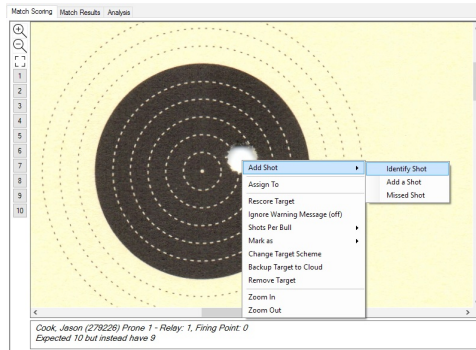 Match Scoring Match Results Analysis
1
2
3
4
5
6
7
8
9
10
Add Shot
Assign To
Rescore Target
Ignore Warning Message (off)
Shots Per Bull
Mark as
Change Target Scheme
Backup Target to Cloud
Remove Target
Zoom In
Zoom Out
Identify Shot
Add a Shot
Missed Shot
Cook, Jason (279226) Prone 1 - Relay: 1, Firing Point: 0
Expected 10 but instead have 9